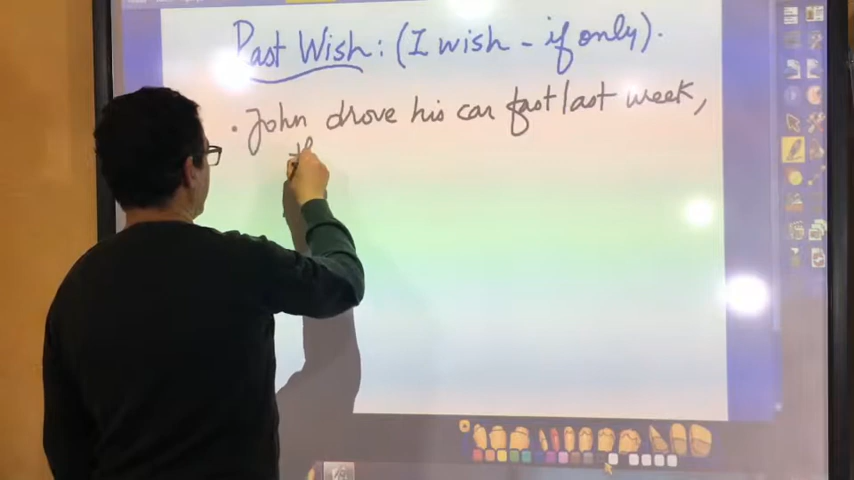 Past Wish: (I wish - if only).
• John drove his car fast last week,